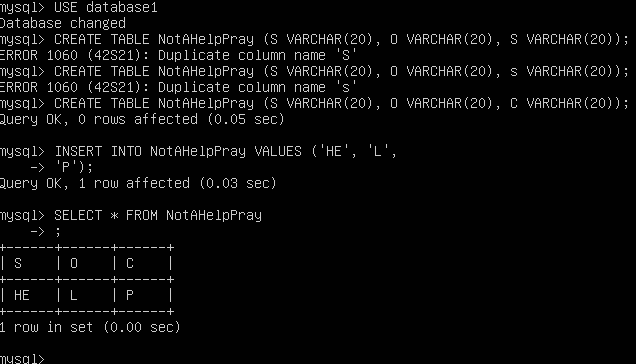 mysql> USE database1
Database changed
mysql> CREATE TABLE NotAHelpPray (S VARCHAR(20), O VARCHAR(20), S VARCHAR(20));
ERROR 1060 (42S21): Duplicate column name 'S'
mysql> CREATE TABLE NotAHelpPray (S VARCHAR(20), O VARCHAR(20), s VARCHAR(20));
ERROR 1060 (42S21): Duplicate column name 's'
mysql> CREATE TABLE NotAHelpPray (S VARCHAR(20), O VARCHAR(20), C VARCHAR(20));
Query OK, 0 rows affected (0.05 sec)

mysql> INSERT INTO NotAHelpPray VALUES ('HE', 'L',
    -> 'P');
Query OK, 1 row affected (0.03 sec)

mysql> SELECT * FROM NotAHelpPray
    -> ;
+------+------+------+
| S    | O    | C    |
+------+------+------+
| HE   | L    | P    |
+------+------+------+
1 row in set (0.00 sec)

mysql>